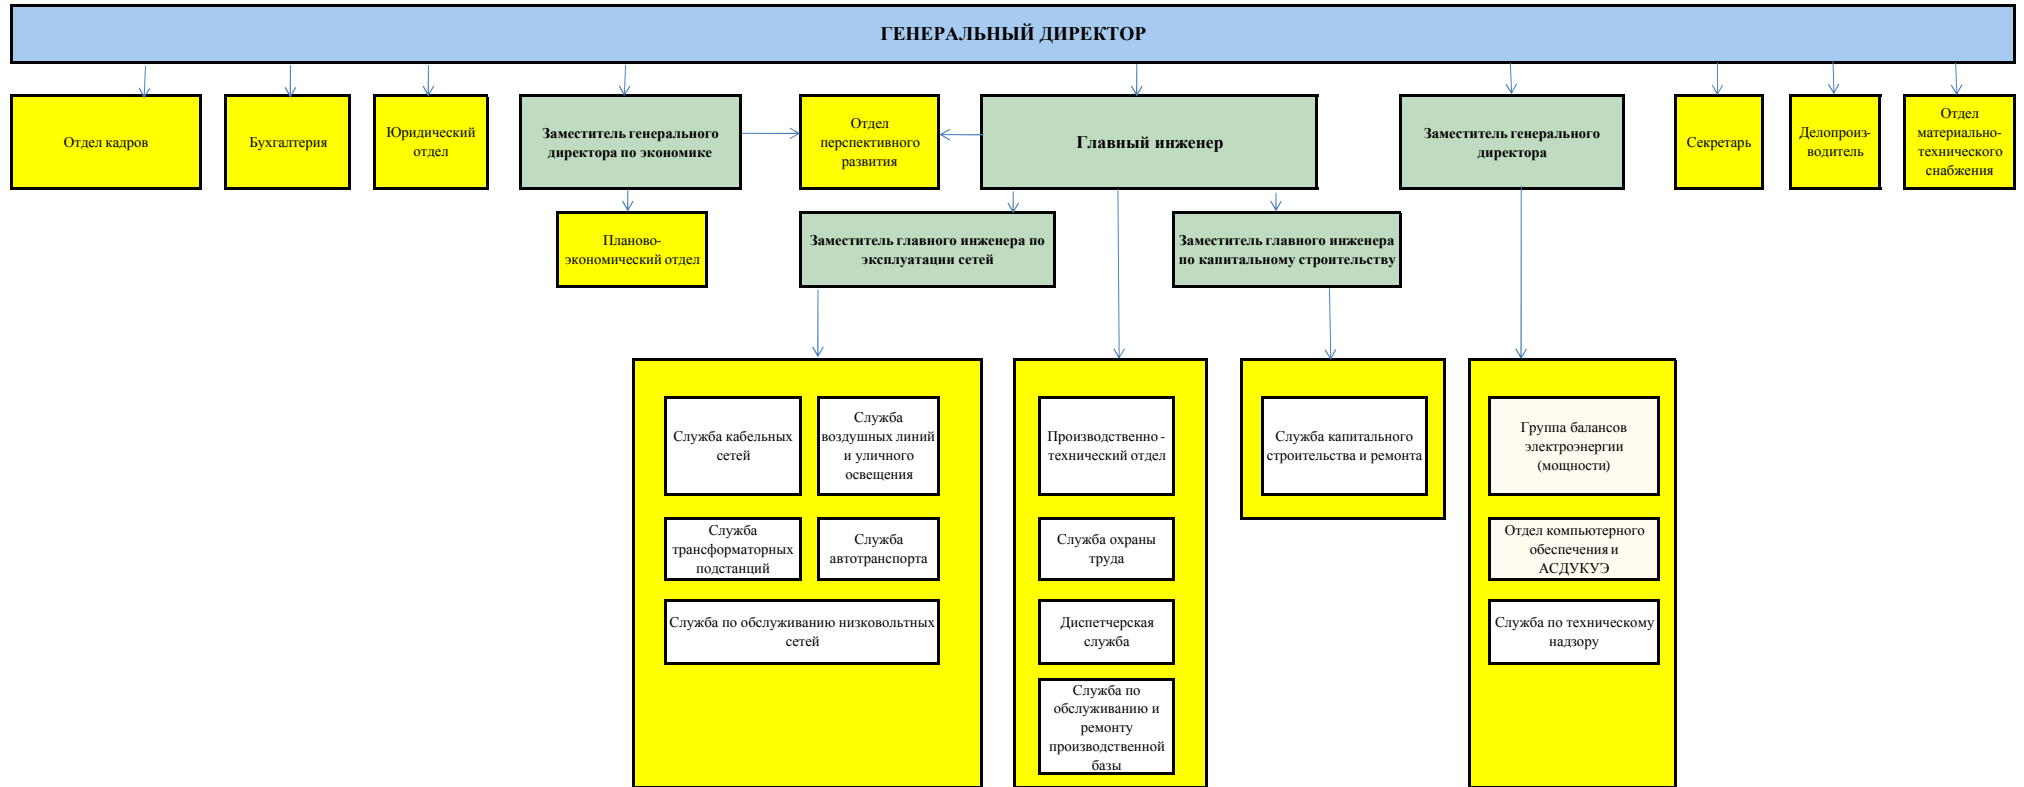 ГЕНЕРАЛЬНЫЙ ДИРЕКТОР
Отдел кадров
Бухгалтерия
Юридический
отдел
Заместитель генерального
директора по экономике
Отдел
перспективного
развития
Главный инженер
Заместитель генерального
директора
Секретарь
Делопроиз-
водитель
Отдел
материально-
технического
снабжения
Планово-
экономический отдел
Заместитель главного инженера по
эксплуатации сетей
Заместитель главного инженера
по капитальному строительству
Служба кабельных
сетей
Служба
воздушных линий
и уличного
освещения
Производственно -
технический отдел
Служба капитального
строительства и ремонта
Группа балансов
электроэнергии
(мощности)
Служба
трансформаторных
подстанций
Служба
автотранспорта
Служба охраны
труда
Отдел компьютерного
обеспечения и
АСДУКУЭ
Служба по обслуживанию низковольтных
сетей
Диспетчерская
служба
Служба по техническому
надзору
Служба по
обслуживанию и
ремонту
производственной
базы